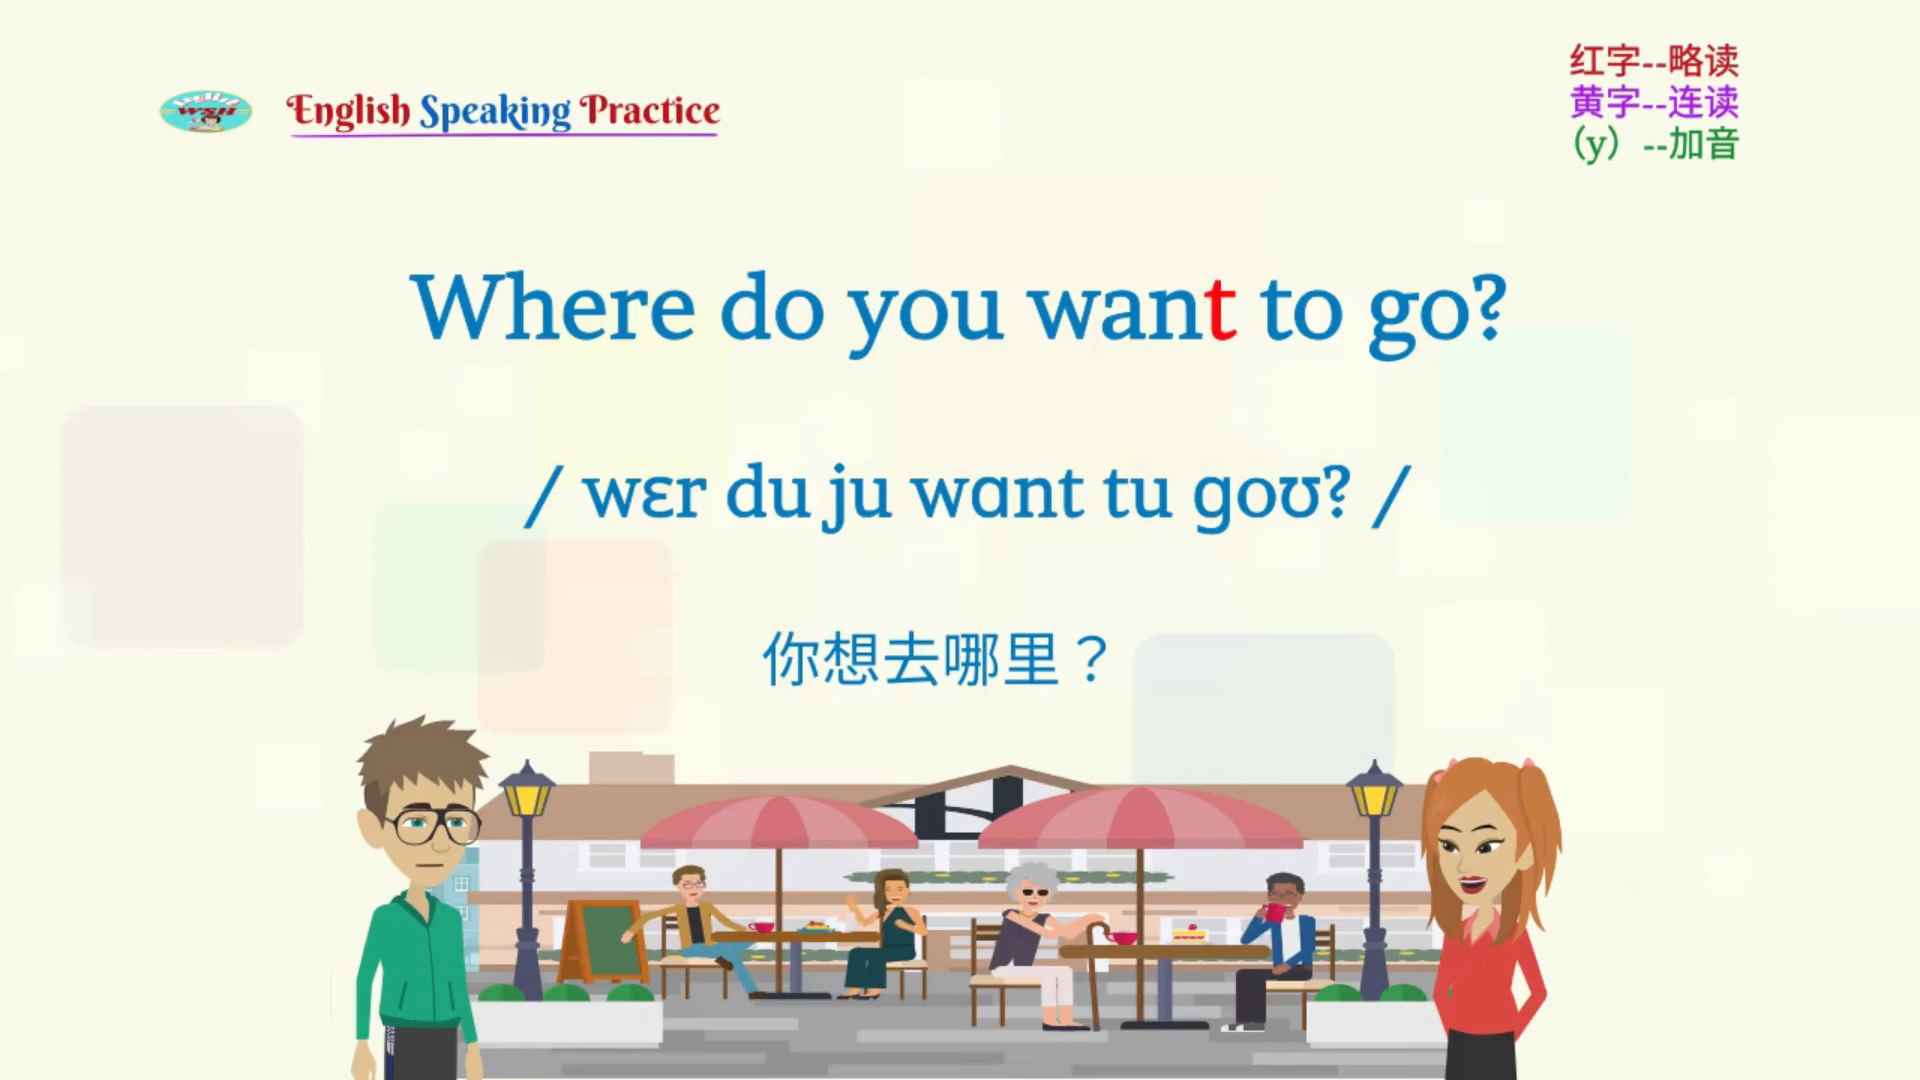 English Speaking Practice
红字--略读
黄字--连读
（y） --加音
Where do you want to go?
/ wɛr du ju wɑnt tu goʊ? /
你想去哪里？